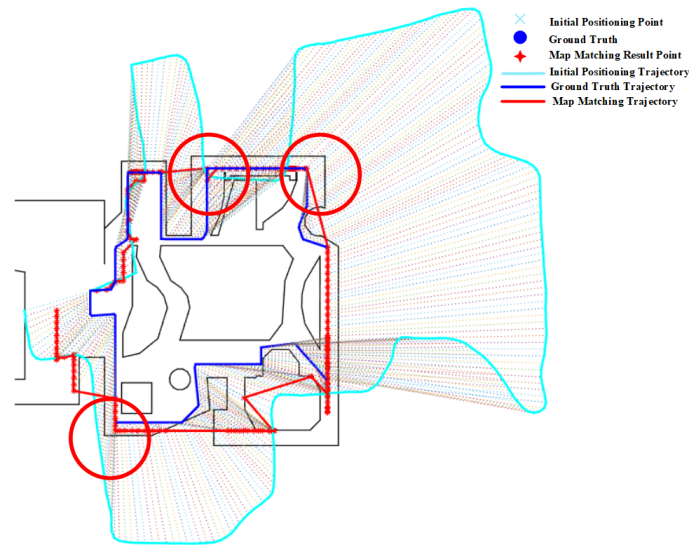 Initial Positioning Point
Ground Truth
Map Matching Result Point
Initial Positioning Trajectory
Ground Truth Trajectory
Map Matching Trajectory